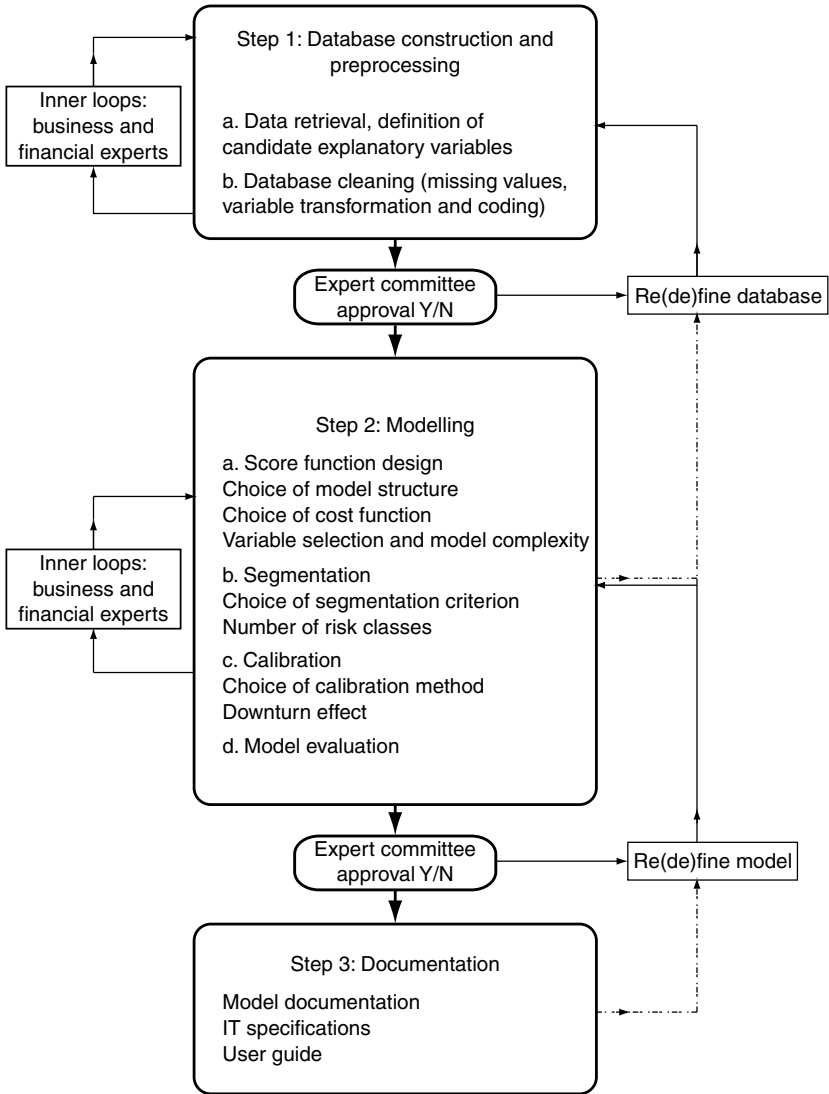 Step 1: Database construction and
preprocessing
Inner loops:
business and
financial experts
a. Data retrieval, definition of
candidate explanatory variables
b. Database cleaning (missing values,
variable transformation and coding)
Expert committee
approval Y/N
Re(de)fine database
Step 2: Modelling
a. Score function design
Choice of model structure
Choice of cost function
Variable selection and model complexity
Inner loops:
business and
financial experts
b. Segmentation
Choice of segmentation criterion
Number of risk classes
c. Calibration
Choice of calibration method
Downturn effect
d. Model evaluation
Expert committee
approval Y/N
Re(de)fine model
Step 3: Documentation
Model documentation
IT specifications
User guide